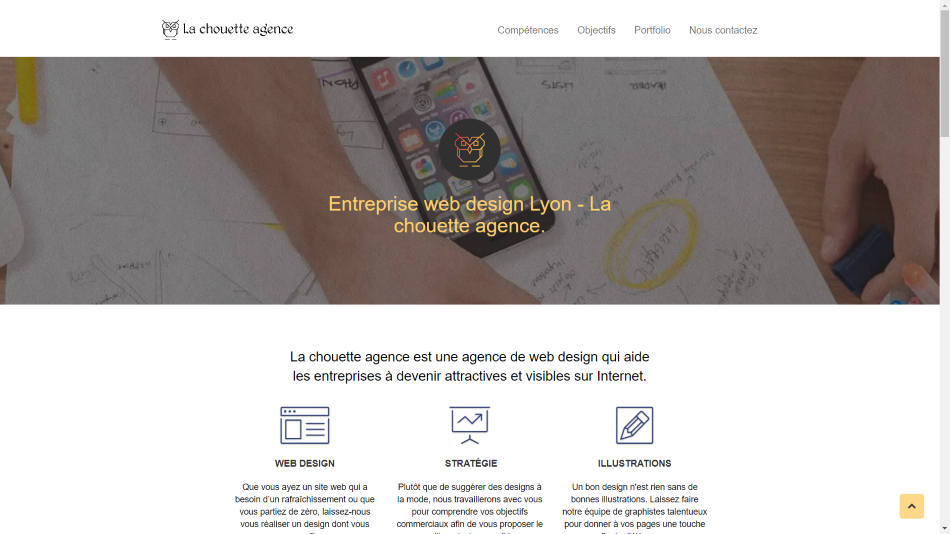 La chouette agence
Compétences Objectifs Portfolio Nous contactez
LISTS
HEADER
Entreprise web design Lyon - La
chouette agence.
La chouette agence est une agence de web design qui aide
les entreprises à devenir attractives et visibles sur Internet.
WEB DESIGN
Que vous ayez un site web qui a
besoin d'un rafraîchissement ou que
vous partiez de zéro, laissez-nous
vous réaliser un design dont vous
STRATÉGIE
Plutôt que de suggérer des designs à
la mode, nous travaillerons avec vous
pour comprendre vos objectifs
commerciaux afin de vous proposer le
ILLUSTRATIONS
Un bon design n'est rien sans de
bonnes illustrations. Laissez faire
notre équipe de graphistes talentueux
pour donner à vos pages une touche